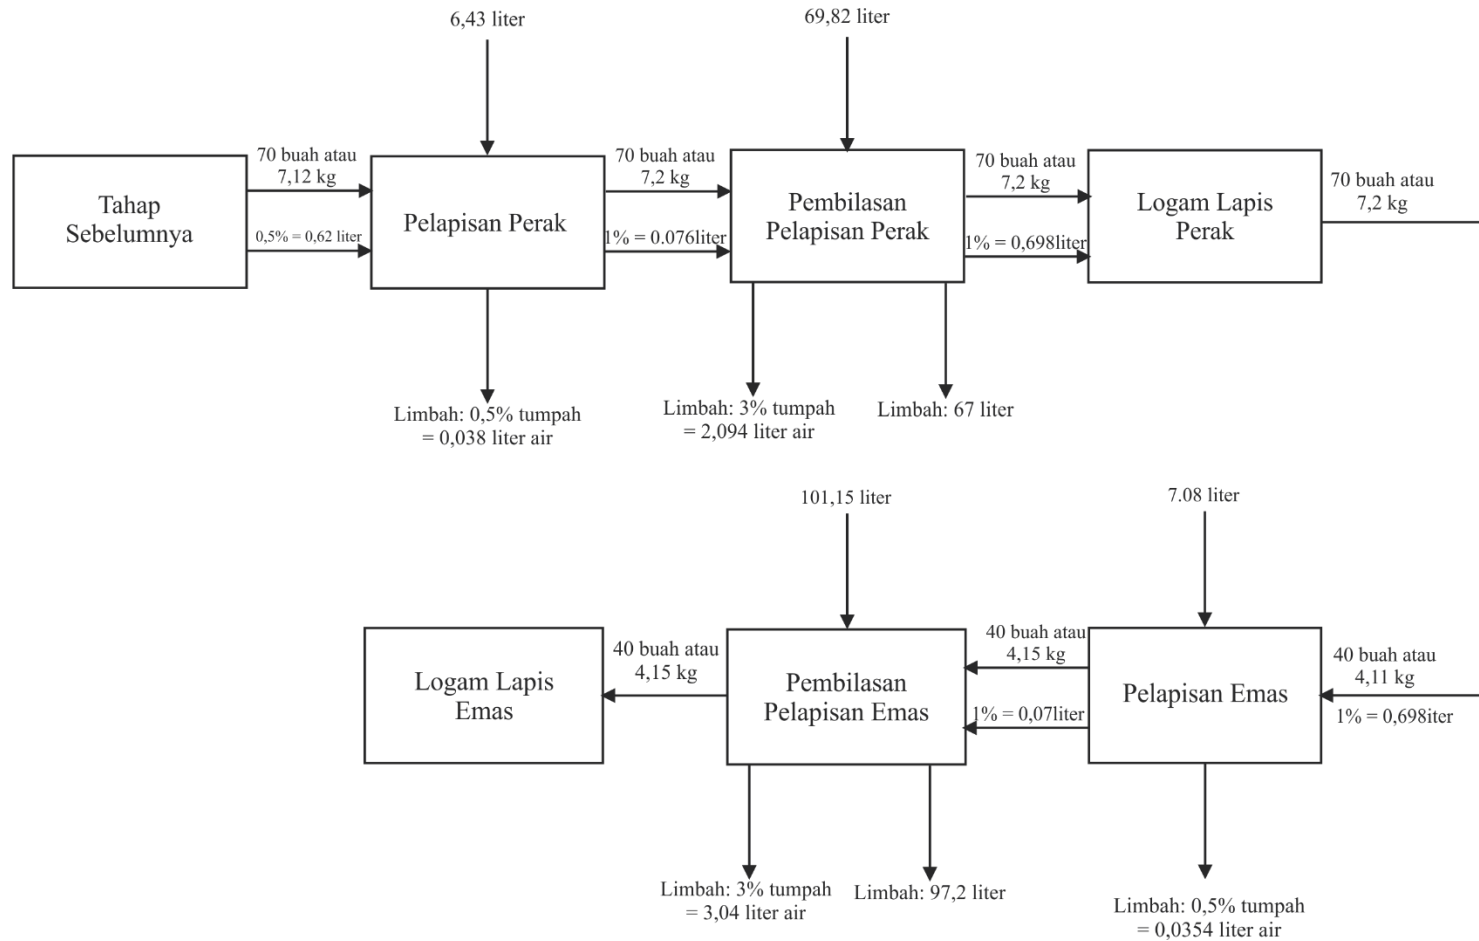 6,43 liter
69,82 liter
Tahap
Sebelumnya
70 buah atau
7,12 kg
0,5% = 0,62 liter
Pelapisan Perak
70 buah atau
7,2 kg
1% = 0.076liter
Pembilasan
Pelapisan Perak
70 buah atau
7,2 kg
1% = 0,698liter
Logam Lapis
Perak
70 buah atau
7,2 kg
Limbah: 0,5% tumpah
= 0,038 liter air
Limbah: 3% tumpah
= 2,094 liter air
Limbah: 67 liter
101,15 liter
7.08 liter
Logam Lapis
Emas
40 buah atau
4,15 kg
Pembilasan
Pelapisan Emas
40 buah atau
4,15 kg
1% = 0,07liter
Pelapisan Emas
40 buah atau
4,11 kg
1% = 0,698iter
Limbah: 3% tumpah
= 3,04 liter air
Limbah: 97,2 liter
Limbah: 0,5% tumpah
= 0,0354 liter air